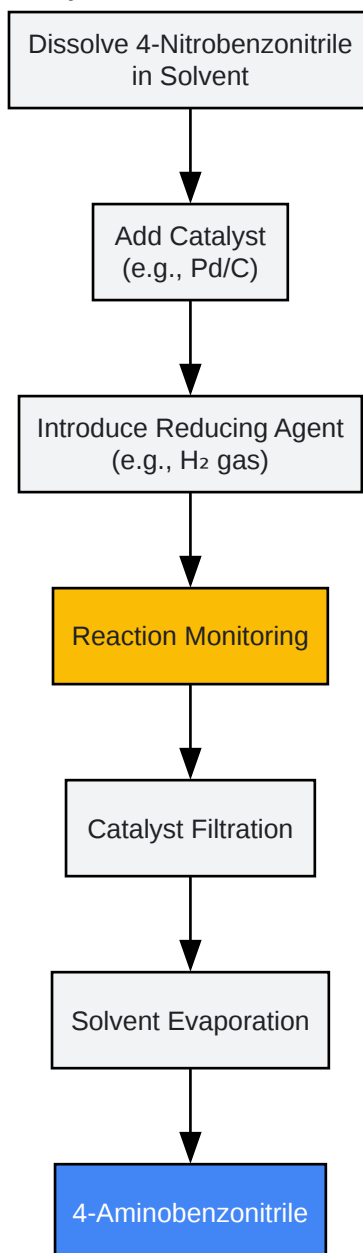 Dissolve 4-Nitrobenzonitrile
in Solvent
Add Catalyst
(e.g., Pd/C)
Introduce Reducing Agent
(e.g., H₂ gas)
Reaction Monitoring
Catalyst Filtration
Solvent Evaporation
4-Aminobenzonitrile